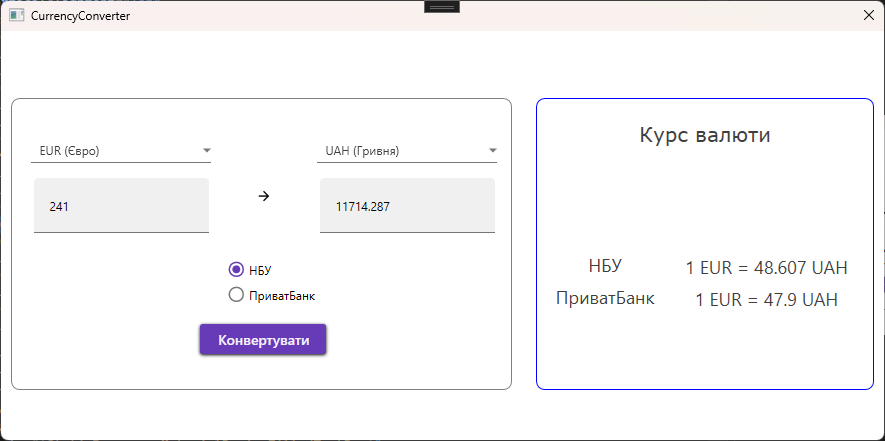 CurrencyConverter
EUR (Євро)
UAH (Гривня)
241
11714.287
НБУ
ПриватБанк
Конвертувати
Курс валюти
НБУ
1 EUR = 48.607 UAH
ПриватБанк
1 EUR = 47.9 UAH